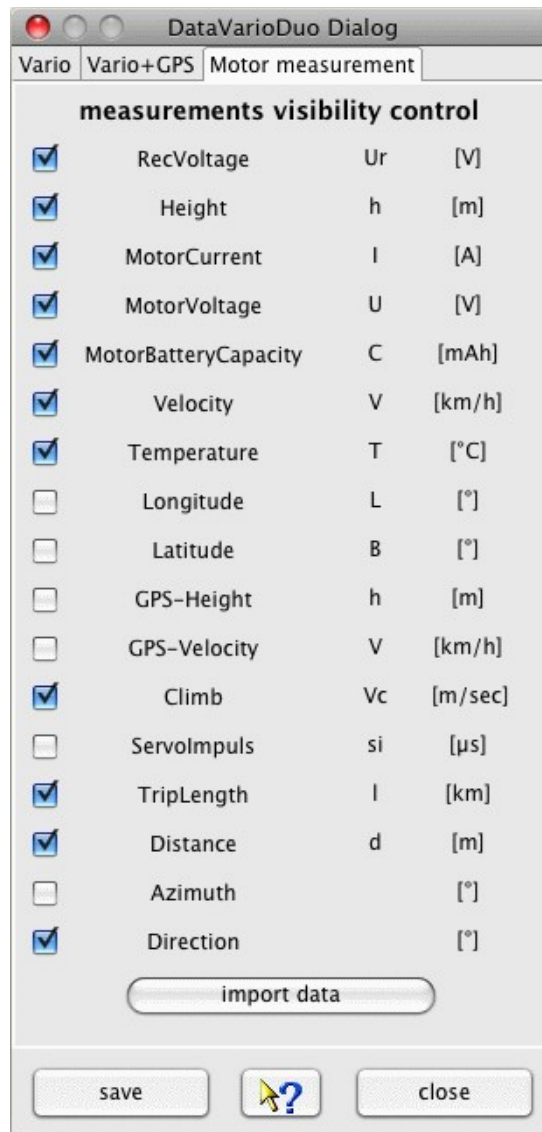 DataVarioDuo Dialog
Vario Vario+GPS Motor measurement
measurements visibility control
RecVoltage Ur [V]
Height h [m]
MotorCurrent I [A]
MotorVoltage U [V]
MotorBatteryCapacity C [mAh]
Velocity V [km/h]
Temperature T [°C]
Longitude L [°]
Latitude B [°]
GPS-Height h [m]
GPS-Velocity V [km/h]
Climb Vc [m/sec]
ServoImpuls si [µs]
TripLength l [km]
Distance d [m]
Azimuth [°]
Direction [°]
import data
save ? close